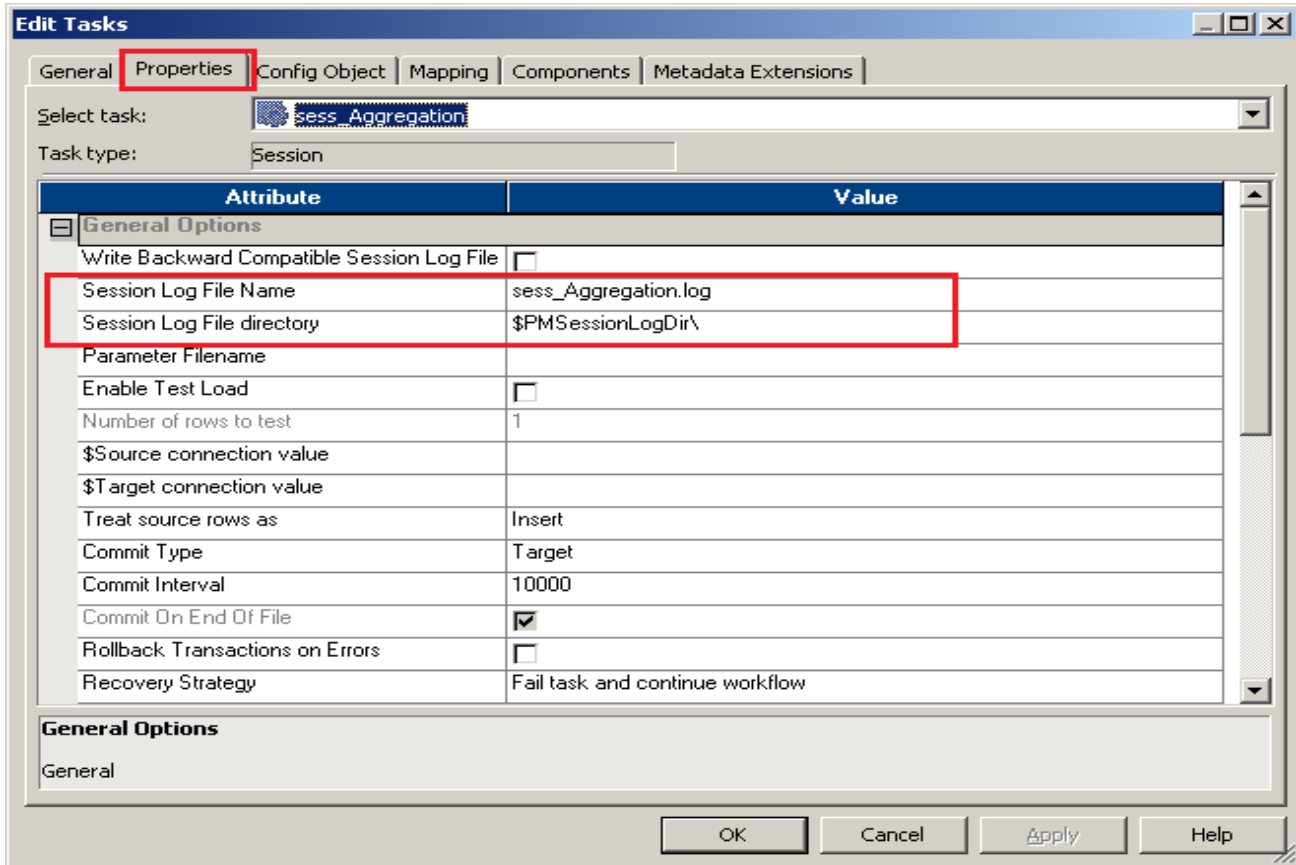 Edit Tasks
General Properties Config Object Mapping Components Metadata Extensions
Select task: sess_Aggregation
Task type: Session
Attribute Value
General Options
Write Backward Compatible Session Log File
Session Log File Name sess_Aggregation.log
Session Log File directory $PMSessionLogDir\
Parameter Filename
Enable Test Load
Number of rows to test 1
$Source connection value
$Target connection value
Treat source rows as Insert
Commit Type Target
Commit Interval 10000
Commit On End Of File
Rollback Transactions on Errors
Recovery Strategy Fail task and continue workflow
General Options
General
OK Cancel Apply Help